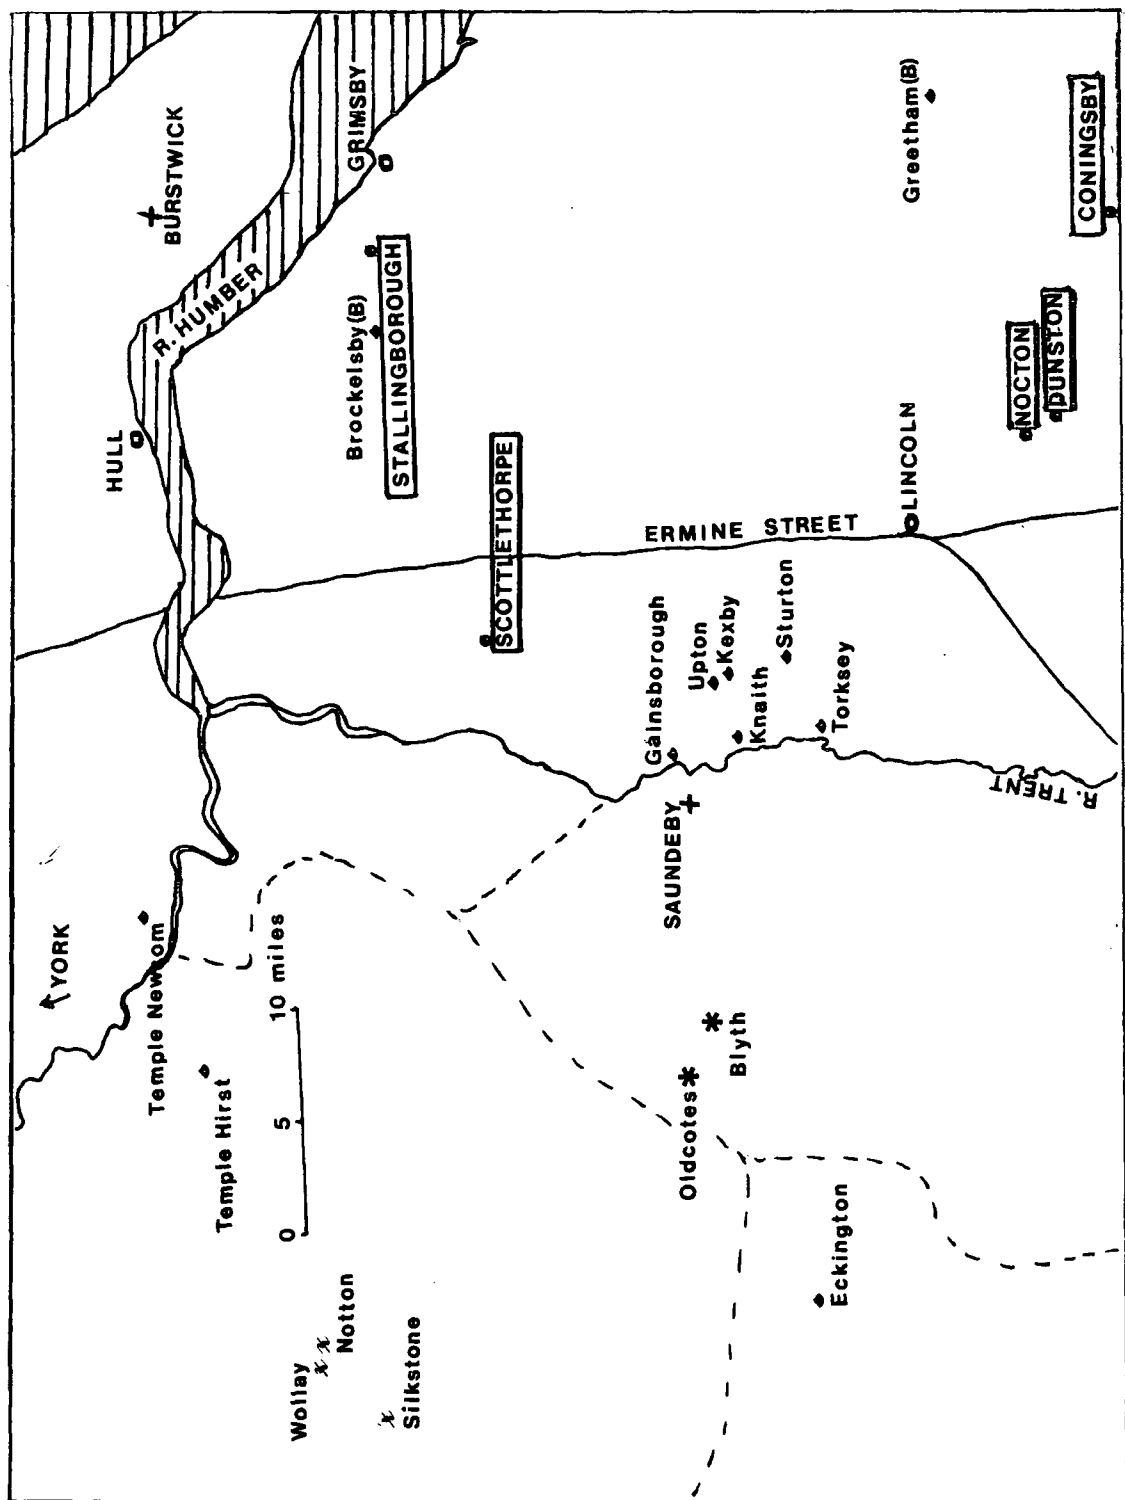 YORK
Temple Newsom
Temple Hirst
HULL
BURSTWICK
R. HUMBER
GRIMSBY
0 5 10 miles
Wollay
Notton
Silkstone
Brockelsby(B)
STALLINGBOROUGH
SCOTTLETHORPE
ERMINE STREET
Gainsborough
SAUNDEBY
Upton
Kexby
Knaith
Sturton
Torksey
Oldcotes
Blyth
Eckington
LINCOLN
Greetham(B)
NOCTON
DUNSTON
CONINGSBY
R. TRENT